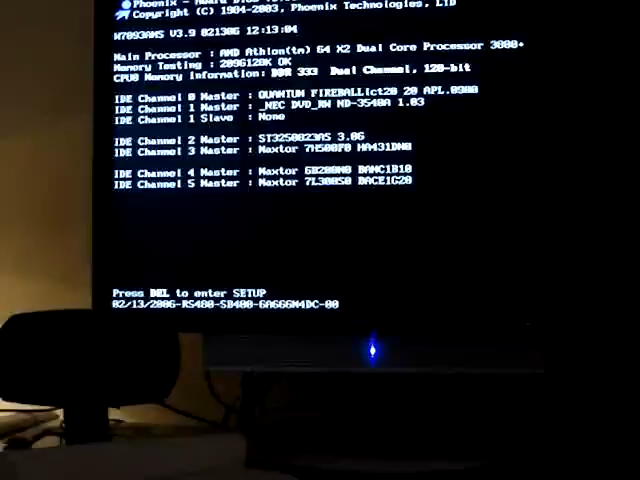 Phoenix - Award BIOS
Copyright (C) 1984-2003, Phoenix Technologies, LTD
W7093AMS V3.9 021306 12:13:04
Main Processor : AMD Athlon(tm) 64 X2 Dual Core Processor 3800+
Memory Testing : 2096128K OK
CPU0 Memory information: DDR 333 Dual Channel, 128-bit
IDE Channel 0 Master : QUANTUM FIREBALLlct20 20 APL.0900
IDE Channel 1 Master : _NEC DVD_RW ND-3540A 1.03
IDE Channel 1 Slave : None
IDE Channel 2 Master : ST3250823AS 3.06
IDE Channel 3 Master : Maxtor 7H500F0 HA431DN0
IDE Channel 4 Master : Maxtor 6B200M0 BANC1B10
IDE Channel 5 Master : Maxtor 7L300S0 BACE1G20
Press DEL to enter SETUP
02/13/2006-RS480-SB400-6A666M4DC-00